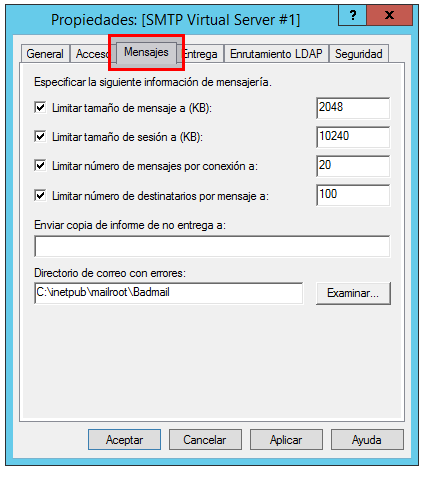 Propiedades: [SMTP Virtual Server #1]
? x
General Acceso Mensajes Entrega Enrutamiento LDAP Seguridad
Especificar la siguiente información de mensajería.
Limitar tamaño de mensaje a (KB): 2048
Limitar tamaño de sesión a (KB): 10240
Limitar número de mensajes por conexión a: 20
Limitar número de destinatarios por mensaje a: 100
Enviar copia de informe de no entrega a:
Directorio de correo con errores:
C:\inetpub\mailroot\Badmail Examinar...
Aceptar Cancelar Aplicar Ayuda